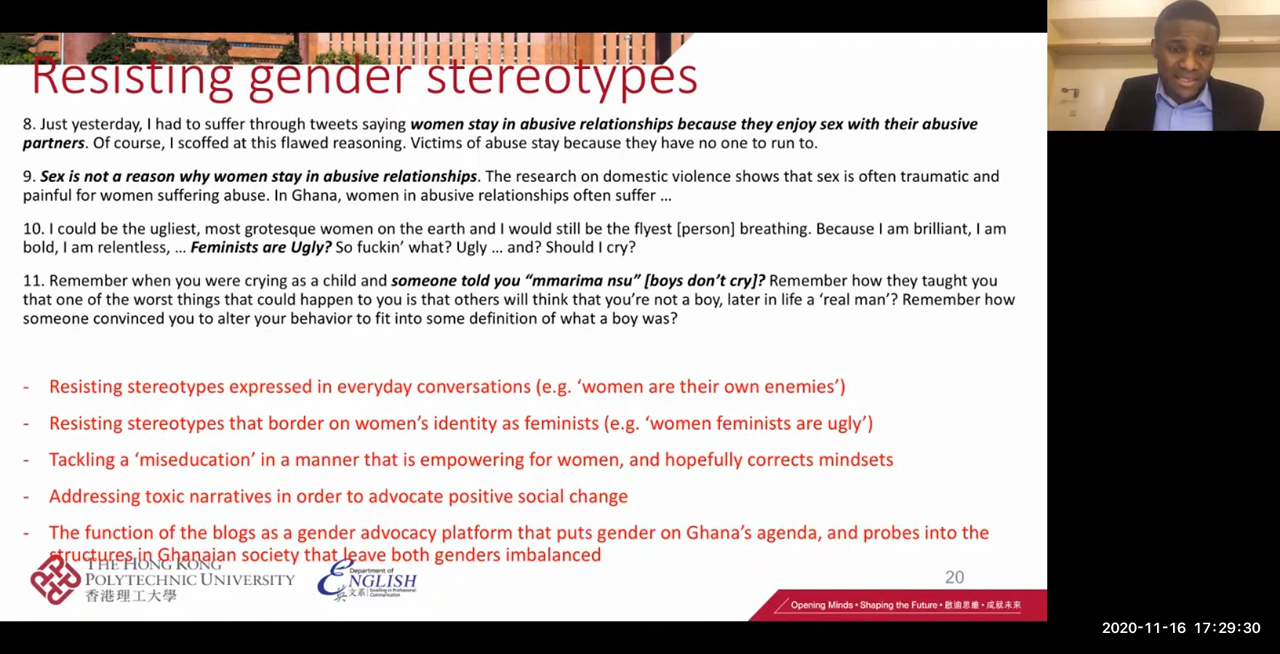 Resisting gender stereotypes
8. Just yesterday, I had to suffer through tweets saying women stay in abusive relationships because they enjoy sex with their abusive
partners. Of course, I scoffed at this flawed reasoning. Victims of abuse stay because they have no one to run to.
9. Sex is not a reason why women stay in abusive relationships. The research on domestic violence shows that sex is often traumatic and
painful for women suffering abuse. In Ghana, women in abusive relationships often suffer ...
10. I could be the ugliest, most grotesque women on the earth and I would still be the flyest [person] breathing. Because I am brilliant, I am
bold, I am relentless, ... Feminists are Ugly? So fuckin’ what? Ugly ... and? Should I cry?
11. Remember when you were crying as a child and someone told you “mmarima nsu” [boys don’t cry]? Remember how they taught you
that one of the worst things that could happen to you is that others will think that you’re not a boy, later in life a ‘real man’? Remember how
someone convinced you to alter your behavior to fit into some definition of what a boy was?
- Resisting stereotypes expressed in everyday conversations (e.g. ‘women are their own enemies’)
- Resisting stereotypes that border on women’s identity as feminists (e.g. ‘women feminists are ugly’)
- Tackling a ‘miseducation’ in a manner that is empowering for women, and hopefully corrects mindsets
- Addressing toxic narratives in order to advocate positive social change
- The function of the blogs as a gender advocacy platform that puts gender on Ghana’s agenda, and probes into the
structures in Ghanaian society that leave both genders imbalanced
THE HONG KONG
POLYTECHNIC UNIVERSITY
香港理工大學
Department of
ENGLISH
英文系
Excelling in Professional
Communication
20
Opening Minds • Shaping the Future • 啟迪思維 • 成就未來
2020-11-16 17:29:30